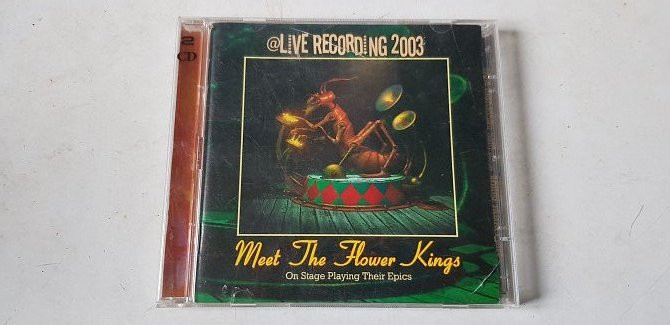 @LIVE RECORDING 2003
2
CD
Meet The Flower Kings
On Stage Playing Their Epics